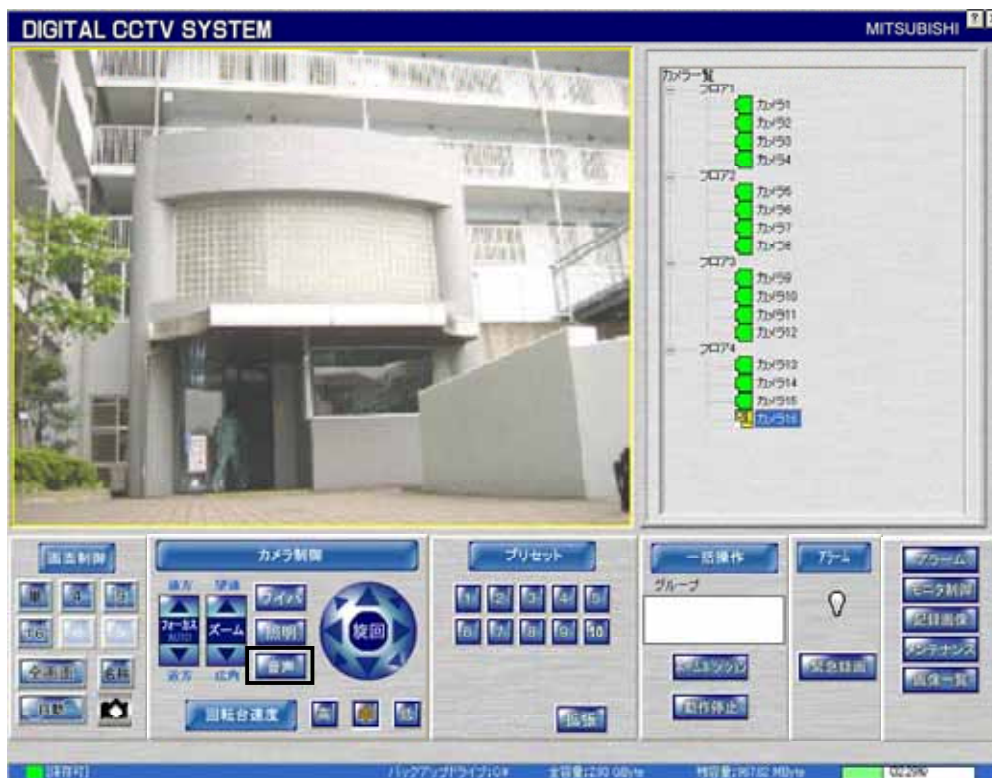 DIGITAL CCTV SYSTEM
MITSUBISHI
カメラ一覧
フロア1
カメラ1
カメラ2
カメラ3
カメラ4
フロア2
カメラ5
カメラ6
カメラ7
カメラ8
フロア3
カメラ9
カメラ10
カメラ11
カメラ12
フロア4
カメラ13
カメラ14
カメラ15
カメラ16
画面制御
単 4 9
16
全画面 名称
自動
カメラ制御
遠方 望遠
フォーカス AUTO ズーム
近方 広角
ワイパ
照明
音声
旋回
回転台速度 高 中 低
プリセット
1 2 3 4 5
6 7 8 9 10
拡張
一括操作
グループ
動作停止
アラーム
緊急録画
アラーム
モニタ制御
記録画像
メンテナンス
画像一覧
[保存可]